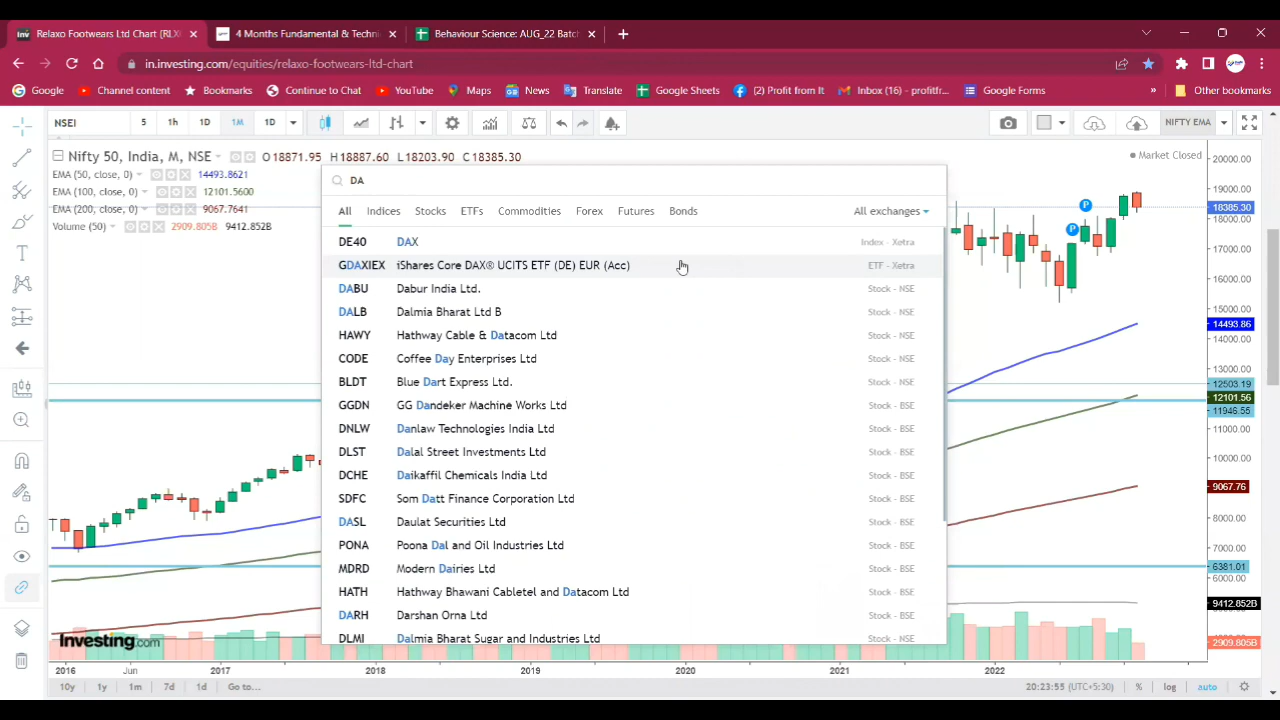 Relaxo Footwears Ltd Chart (RLX
4 Months Fundamental & Techni
Behaviour Science: AUG_22 Batch
in.investing.com/equities/relaxo-footwears-ltd-chart
Google
Channel content
Bookmarks
Continue to Chat
YouTube
Maps
News
Translate
Google Sheets
(2) Profit from It
Inbox (16) - profitfr...
Google Forms
»
Other bookmarks
NSEI
5
1h
1D
1M
1D
NIFTY EMA
Nifty 50, India, M, NSE
O18871.95 H18887.60 L18203.90 C18385.30
Market Closed
EMA (50, close, 0) 14493.8621
EMA (100, close, 0) 12101.5600
EMA (200, close, 0) 9067.7641
Volume (50) 2909.805B 9412.852B
DA
All Indices Stocks ETFs Commodities Forex Futures Bonds All exchanges
DE40 DAX Index - Xetra
GDAXIEX iShares Core DAX® UCITS ETF (DE) EUR (Acc) ETF - Xetra
DABU Dabur India Ltd. Stock - NSE
DALB Dalmia Bharat Ltd B Stock - NSE
HAWY Hathway Cable & Datacom Ltd Stock - NSE
CODE Coffee Day Enterprises Ltd Stock - NSE
BLDT Blue Dart Express Ltd. Stock - NSE
GGDN GG Dandeker Machine Works Ltd Stock - BSE
DNLW Danlaw Technologies India Ltd Stock - BSE
DLST Dalal Street Investments Ltd Stock - BSE
DCHE Daikaffil Chemicals India Ltd Stock - BSE
SDFC Som Datt Finance Corporation Ltd Stock - BSE
DASL Daulat Securities Ltd Stock - BSE
PONA Poona Dal and Oil Industries Ltd Stock - BSE
MDRD Modern Dairies Ltd Stock - BSE
HATH Hathway Bhawani Cabletel and Datacom Ltd Stock - BSE
DARH Darshan Orna Ltd Stock - BSE
DLMI Dalmia Bharat Sugar and Industries Ltd Stock - NSE
P
P
20000.00
19000.00
18385.30
18000.00
17000.00
16000.00
15000.00
14493.86
14000.00
13000.00
12503.19
12101.56
11946.55
11000.00
10000.00
9067.76
8000.00
7000.00
6381.01
6000.00
9412.852B
2909.805B
Investing.com
2016 Jun 2017 2018 2019 2020 2021 2022
10y 1y 1m 7d 1d Go to...
20:23:55 (UTC+5:30) % log auto